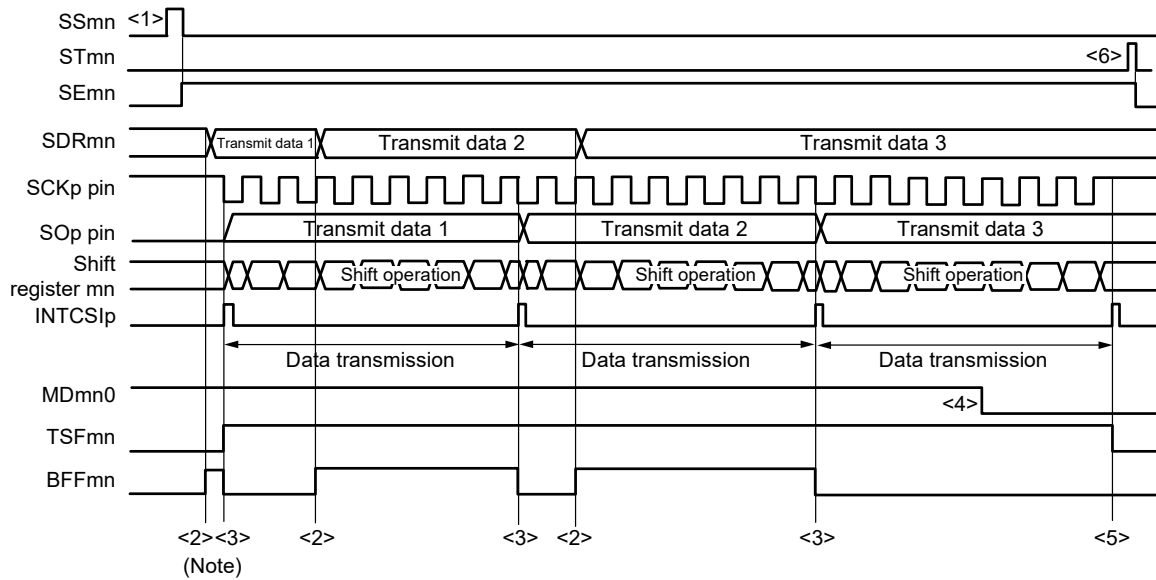 SSmn <1>
STmn <6>
SEmn
SDRmn Transmit data 1 Transmit data 2 Transmit data 3
SCKp pin
SOp pin Transmit data 1 Transmit data 2 Transmit data 3
Shift
register mn Shift operation Shift operation Shift operation
INTCSIp
Data transmission Data transmission Data transmission
MDmn0 <4>
TSFmn
BFFmn
<2> <3> <2> <3> <2> <3> <5>
(Note)